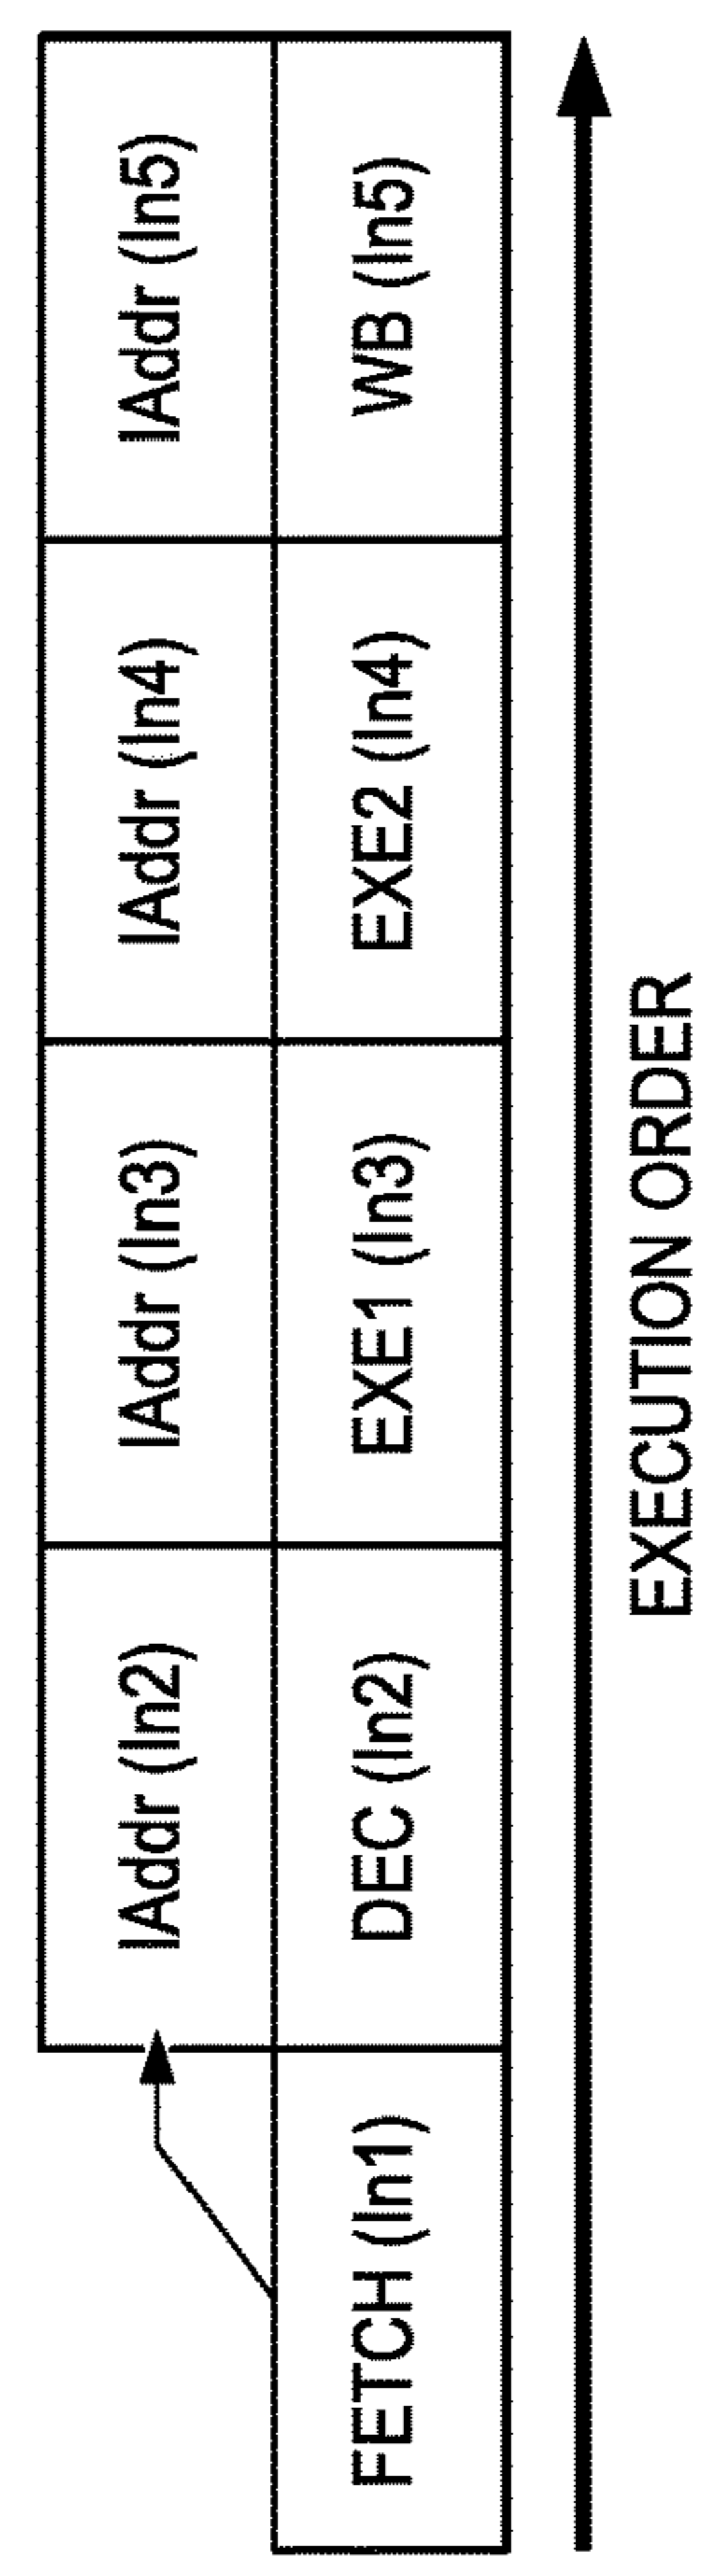 IAddr (In2)
IAddr (In3)
IAddr (In4)
IAddr (In5)
FETCH (In1)
DEC (In2)
EXE1 (In3)
EXE2 (In4)
WB (In5)
EXECUTION ORDER